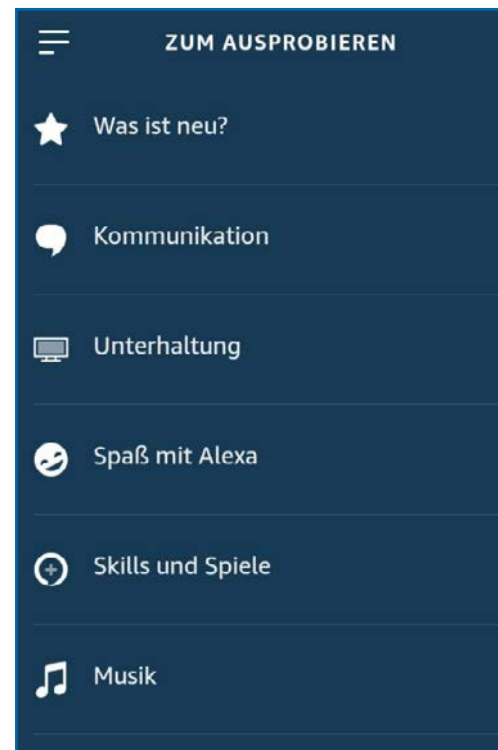 ZUM AUSPROBIEREN
Was ist neu?
Kommunikation
Unterhaltung
Spaß mit Alexa
Skills und Spiele
Musik